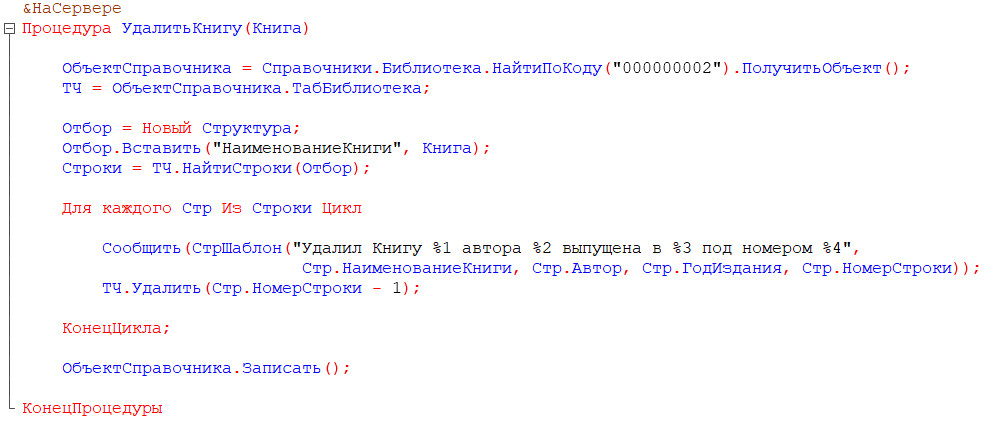 &НаСервере
Процедура УдалитьКнигу(Книга)
ОбъектСправочника = Справочники.Библиотека.НайтиПоКоду("000000002").ПолучитьОбъект();
ТЧ = ОбъектСправочника.ТабБиблиотека;
Отбор = Новый Структура;
Отбор.Вставить("НаименованиеКниги", Книга);
Строки = ТЧ.НайтиСтроки(Отбор);
Для каждого Стр Из Строки Цикл
Сообщить(СтрШаблон("Удалил Книгу %1 автора %2 выпущена в %3 под номером %4",
Стр.НаименованиеКниги, Стр.Автор, Стр.ГодИздания, Стр.НомерСтроки));
ТЧ.Удалить(Стр.НомерСтроки - 1);
КонецЦикла;
ОбъектСправочника.Записать();
КонецПроцедуры